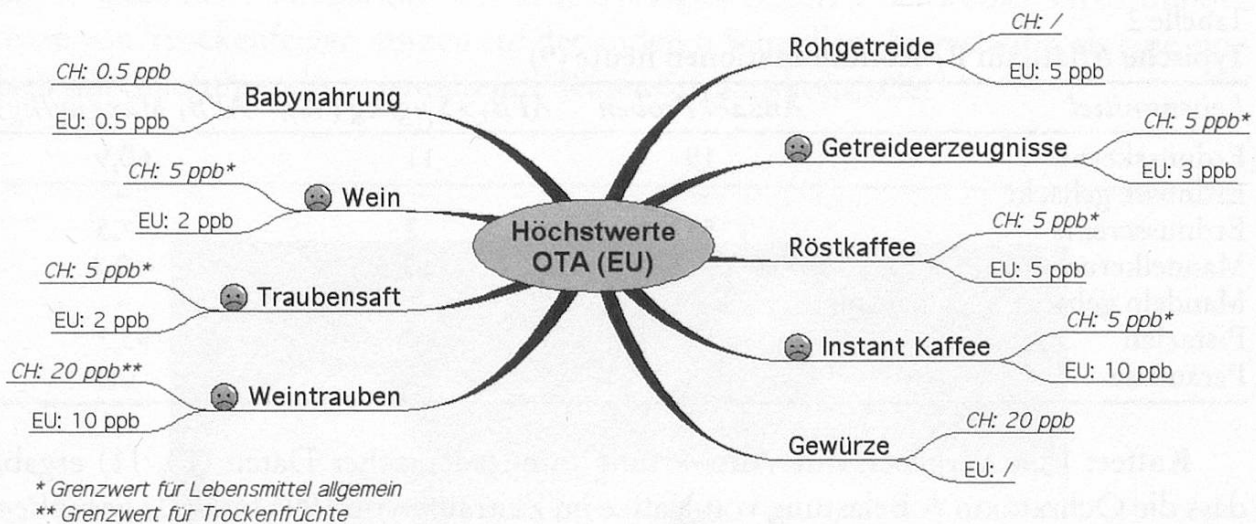 CH: 0.5 ppb
Babynahrung
EU: 0.5 ppb
CH: 5 ppb*
Wein
EU: 2 ppb
CH: 5 ppb*
Traubensaft
EU: 2 ppb
CH: 20 ppb**
Weintrauben
EU: 10 ppb
Höchstwerte
OTA (EU)
CH: /
Rohgetreide
EU: 5 ppb
CH: 5 ppb*
Getreideerzeugnisse
EU: 3 ppb
CH: 5 ppb*
Röstkaffee
EU: 5 ppb
CH: 5 ppb*
Instant Kaffee
EU: 10 ppb
CH: 20 ppb
Gewürze
EU: /
* Grenzwert für Lebensmittel allgemein
** Grenzwert für Trockenfrüchte